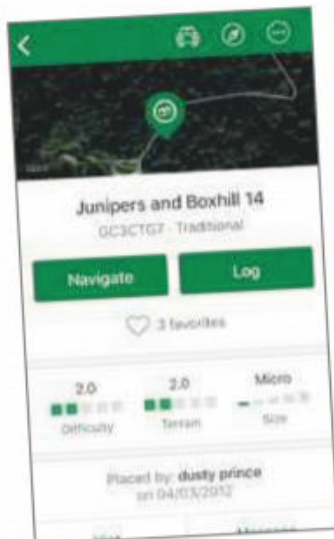 Junipers and Boxhill 14
GC3CTG7 - Traditional
Navigate Log
3 favorites
2.0 2.0 Micro
Difficulty Terrain Size
Placed by: dusty prince
on 04/03/2012
Message